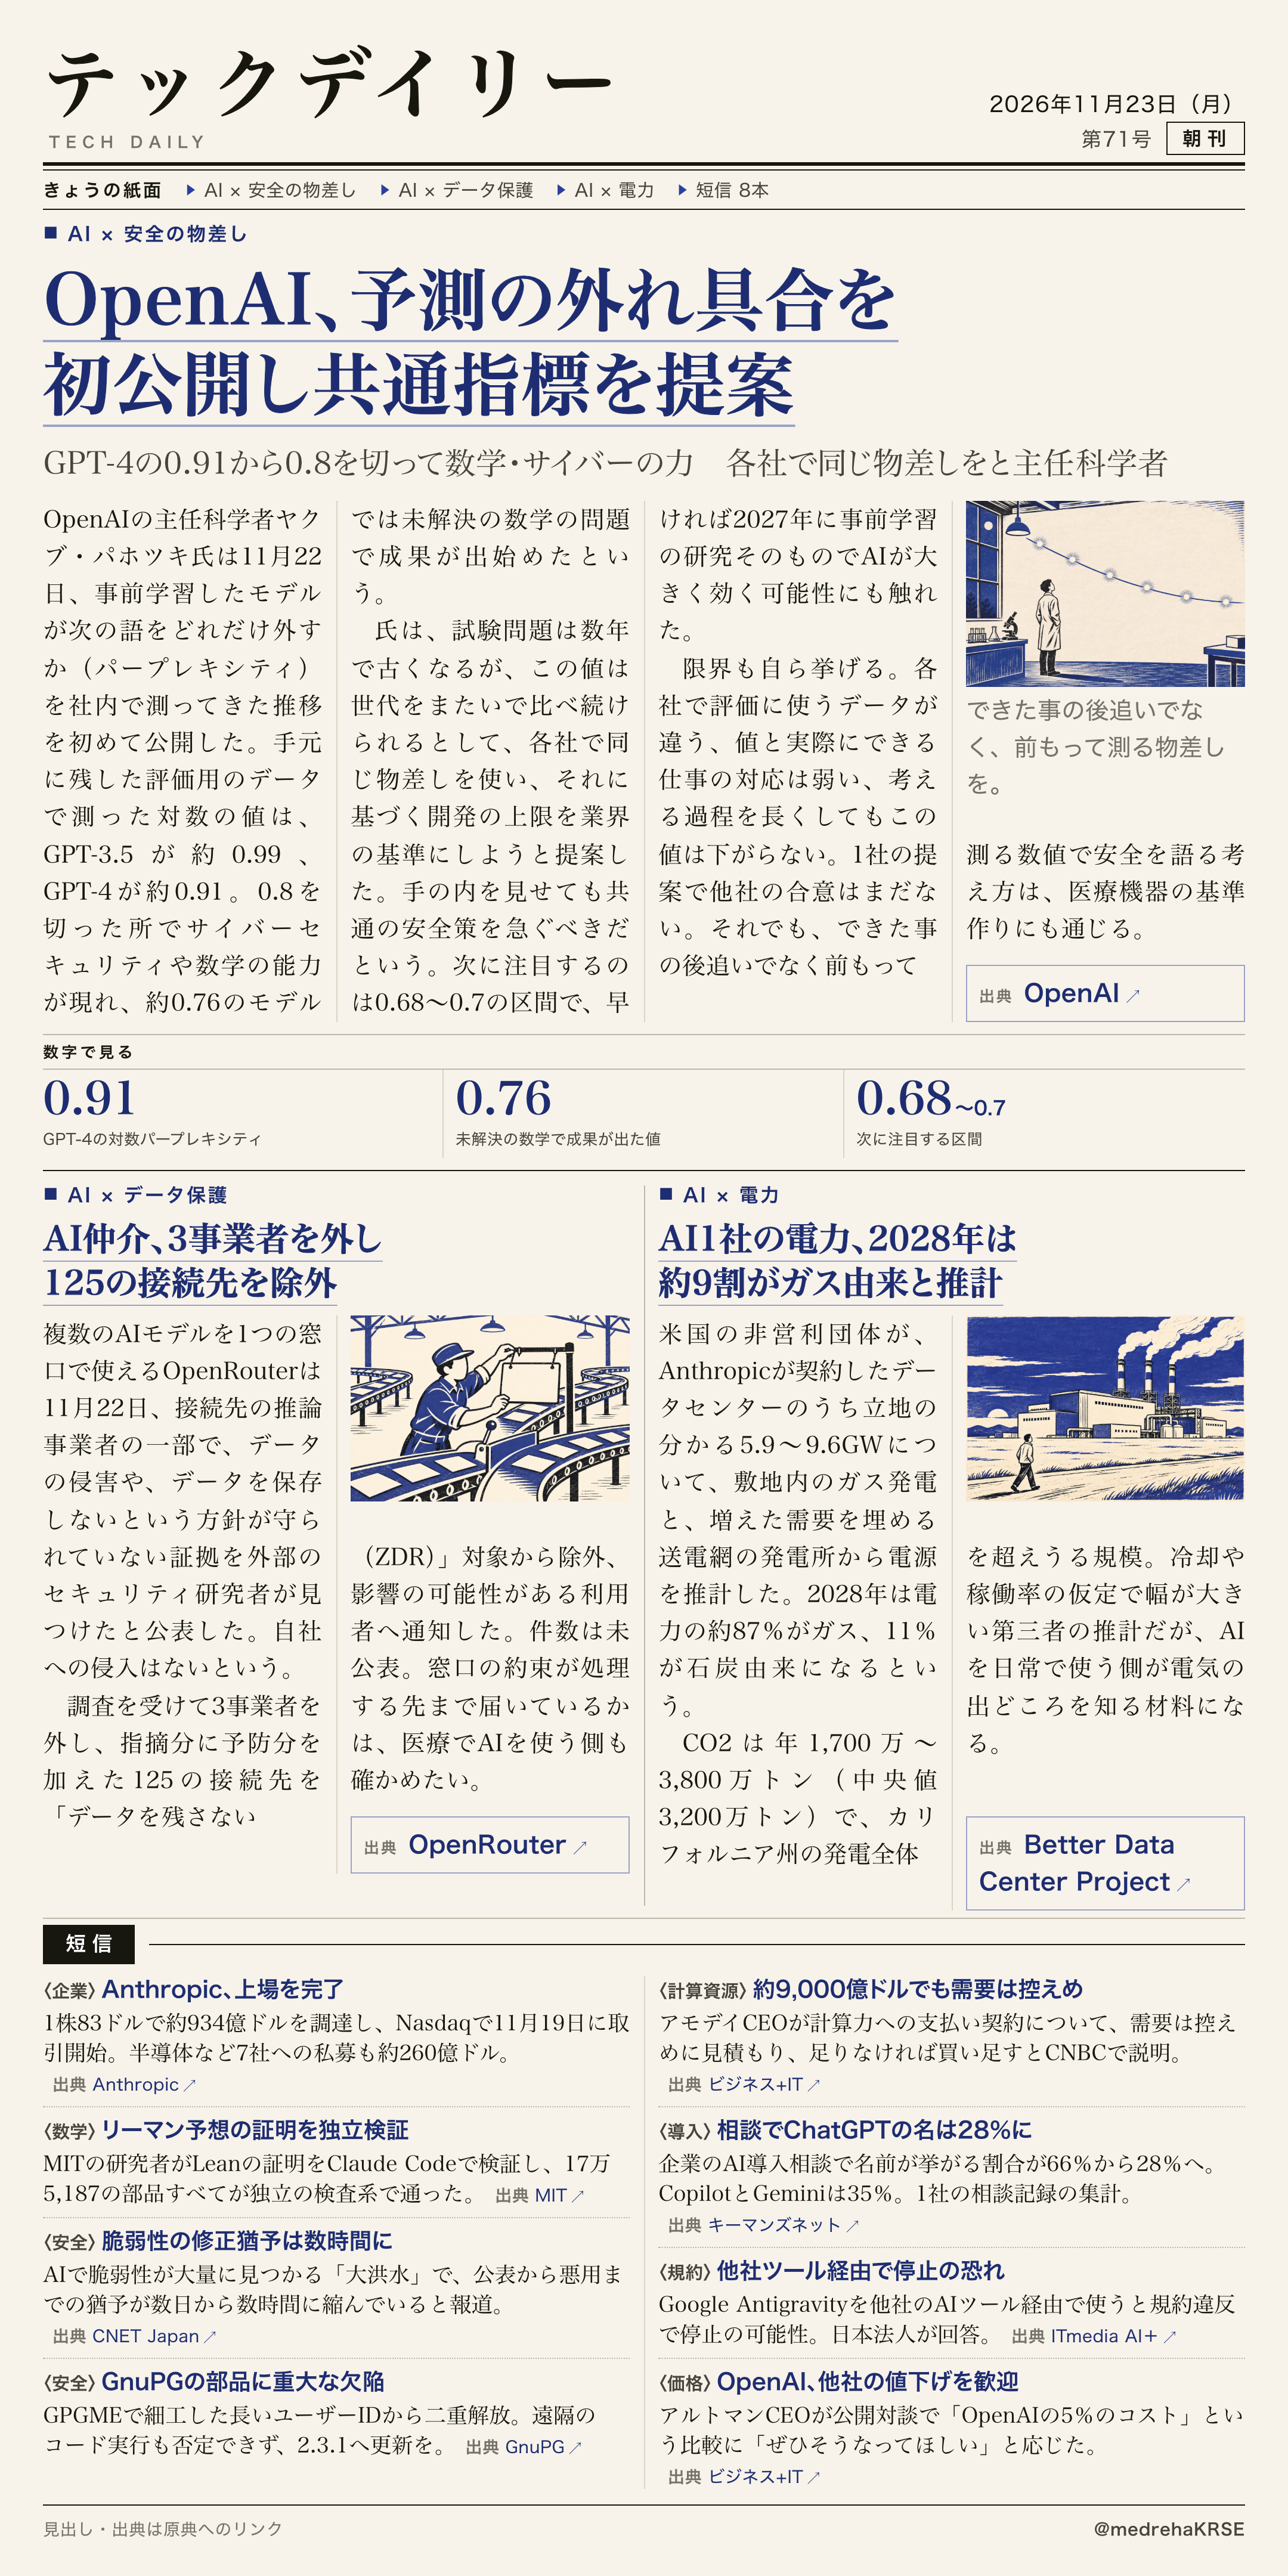 テックデイリー
TECH DAILY
2026年11月23日（月）
第71号 朝刊
きょうの紙面 ▶ AI × 安全の物差し ▶ AI × データ保護 ▶ AI × 電力 ▶ 短信 8本
■ AI × 安全の物差し
OpenAI、予測の外れ具合を
初公開し共通指標を提案
GPT-4の0.91から0.8を切って数学・サイバーの力　各社で同じ物差しをと主任科学者
OpenAIの主任科学者ヤク
ブ・パホツキ氏は11月22
日、事前学習したモデル
が次の語をどれだけ外す
か（パープレキシティ）
を社内で測ってきた推移
を初めて公開した。手元
に残した評価用のデータ
で測った対数の値は、
GPT-3.5が約0.99、
GPT-4が約0.91。0.8を
切った所でサイバーセ
キュリティや数学の能力
が現れ、約0.76のモデル
では未解決の数学の問題
で成果が出始めたとい
う。
　氏は、試験問題は数年
で古くなるが、この値は
世代をまたいで比べ続け
られるとして、各社で同
じ物差しを使い、それに
基づく開発の上限を業界
の基準にしようと提案し
た。手の内を見せても共
通の安全策を急ぐべきだ
という。次に注目するの
は0.68〜0.7の区間で、早
ければ2027年に事前学習
の研究そのものでAIが大
きく効く可能性にも触れ
た。
　限界も自ら挙げる。各
社で評価に使うデータが
違う、値と実際にできる
仕事の対応は弱い、考え
る過程を長くしてもこの
値は下がらない。1社の提
案で他社の合意はまだな
い。それでも、できた事
の後追いでなく前もって
できた事の後追いでな
く、前もって測る物差し
を。
測る数値で安全を語る考
え方は、医療機器の基準
作りにも通じる。
出典 OpenAI ↗
数字で見る
0.91
GPT-4の対数パープレキシティ
0.76
未解決の数学で成果が出た値
0.68〜0.7
次に注目する区間
■ AI × データ保護
AI仲介、3事業者を外し
125の接続先を除外
複数のAIモデルを1つの窓
口で使えるOpenRouterは
11月22日、接続先の推論
事業者の一部で、データ
の侵害や、データを保存
しないという方針が守ら
れていない証拠を外部の
セキュリティ研究者が見
つけたと公表した。自社
への侵入はないという。
　調査を受けて3事業者を
外し、指摘分に予防分を
加えた125の接続先を
「データを残さない
（ZDR）」対象から除外、
影響の可能性がある利用
者へ通知した。件数は未
公表。窓口の約束が処理
する先まで届いているか
は、医療でAIを使う側も
確かめたい。
出典 OpenRouter ↗
■ AI × 電力
AI1社の電力、2028年は
約9割がガス由来と推計
米国の非営利団体が、
Anthropicが契約したデー
タセンターのうち立地の
分かる5.9〜9.6GWにつ
いて、敷地内のガス発電
と、増えた需要を埋める
送電網の発電所から電源
を推計した。2028年は電
力の約87％がガス、11％
が石炭由来になるとい
う。
　CO2は年1,700万〜
3,800万トン（中央値
3,200万トン）で、カリ
フォルニア州の発電全体
を超えうる規模。冷却や
稼働率の仮定で幅が大き
い第三者の推計だが、AI
を日常で使う側が電気の
出どころを知る材料にな
る。
出典 Better Data
Center Project ↗
短信
〈企業〉Anthropic、上場を完了
1株83ドルで約934億ドルを調達し、Nasdaqで11月19日に取
引開始。半導体など7社への私募も約260億ドル。
出典 Anthropic ↗
〈数学〉リーマン予想の証明を独立検証
MITの研究者がLeanの証明をClaude Codeで検証し、17万
5,187の部品すべてが独立の検査系で通った。 出典 MIT ↗
〈安全〉脆弱性の修正猶予は数時間に
AIで脆弱性が大量に見つかる「大洪水」で、公表から悪用ま
での猶予が数日から数時間に縮んでいると報道。
出典 CNET Japan ↗
〈安全〉GnuPGの部品に重大な欠陥
GPGMEで細工した長いユーザーIDから二重解放。遠隔の
コード実行も否定できず、2.3.1へ更新を。 出典 GnuPG ↗
〈計算資源〉約9,000億ドルでも需要は控えめ
アモデイCEOが計算力への支払い契約について、需要は控え
めに見積もり、足りなければ買い足すとCNBCで説明。
出典 ビジネス+IT ↗
〈導入〉相談でChatGPTの名は28%に
企業のAI導入相談で名前が挙がる割合が66％から28％へ。
CopilotとGeminiは35％。1社の相談記録の集計。
出典 キーマンズネット ↗
〈規約〉他社ツール経由で停止の恐れ
Google Antigravityを他社のAIツール経由で使うと規約違反
で停止の可能性。日本法人が回答。 出典 ITmedia AI＋ ↗
〈価格〉OpenAI、他社の値下げを歓迎
アルトマンCEOが公開対談で「OpenAIの5％のコスト」とい
う比較に「ぜひそうなってほしい」と応じた。
出典 ビジネス+IT ↗
見出し・出典は原典へのリンク
@medrehaKRSE